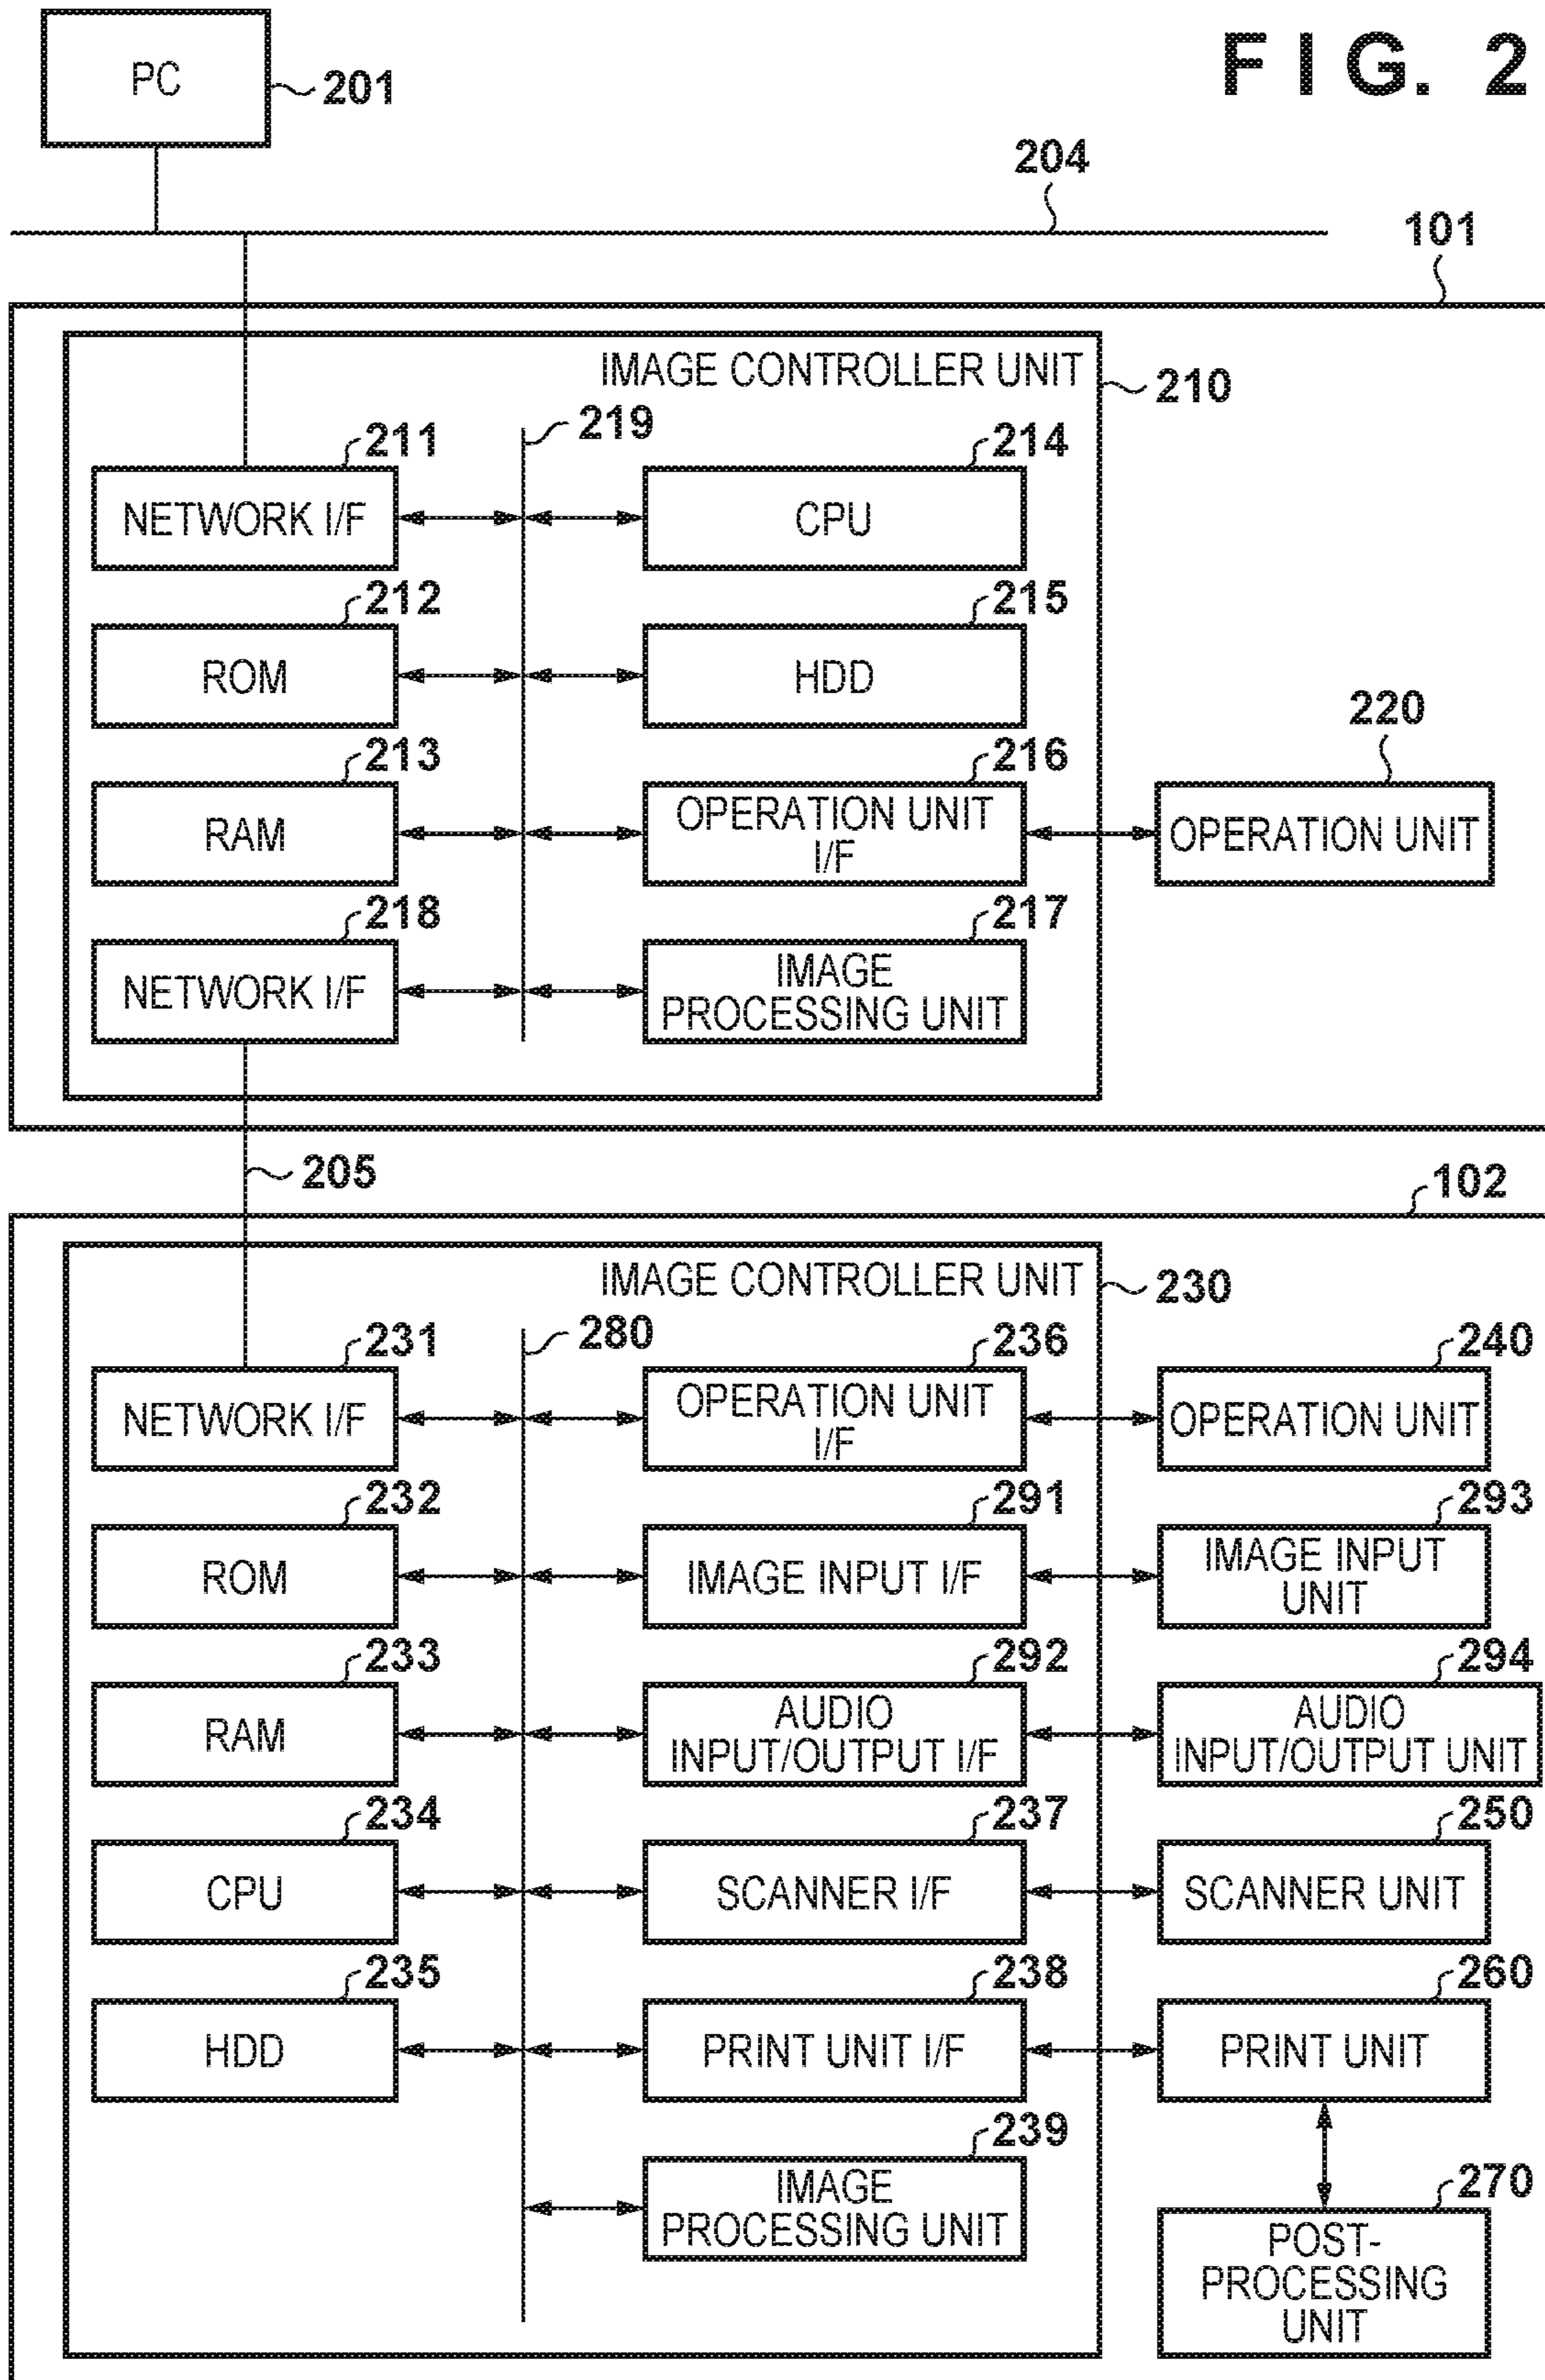 FIG. 2
PC
201
204
101
IMAGE CONTROLLER UNIT
210
219
211
NETWORK I/F
214
CPU
212
ROM
215
HDD
213
RAM
216
OPERATION UNIT
I/F
220
OPERATION UNIT
218
NETWORK I/F
217
IMAGE
PROCESSING UNIT
205
102
IMAGE CONTROLLER UNIT
230
280
231
NETWORK I/F
236
OPERATION UNIT
I/F
240
OPERATION UNIT
232
ROM
291
IMAGE INPUT I/F
293
IMAGE INPUT
UNIT
233
RAM
292
AUDIO
INPUT/OUTPUT I/F
294
AUDIO
INPUT/OUTPUT UNIT
234
CPU
237
SCANNER I/F
250
SCANNER UNIT
235
HDD
238
PRINT UNIT I/F
260
PRINT UNIT
239
IMAGE
PROCESSING UNIT
270
POST-
PROCESSING
UNIT